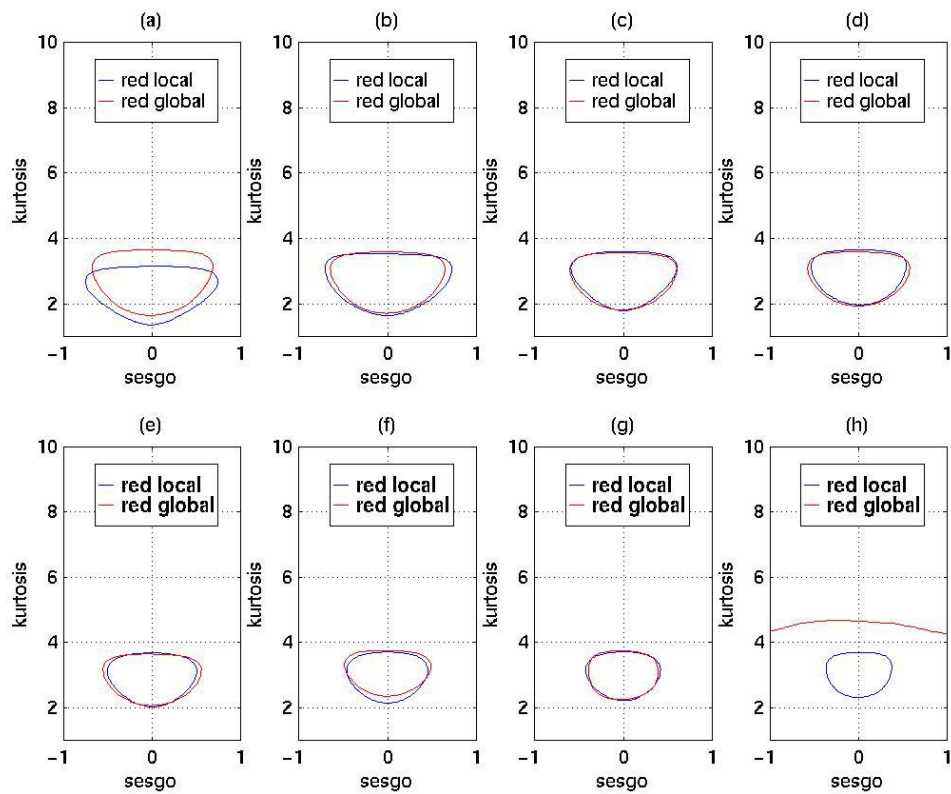 (a)
10
8
6
4
2
−1
0
1
kurtosis
sesgo
red local
red global
(b)
10
8
6
4
2
−1
0
1
kurtosis
sesgo
red local
red global
(c)
10
8
6
4
2
−1
0
1
kurtosis
sesgo
red local
red global
(d)
10
8
6
4
2
−1
0
1
kurtosis
sesgo
red local
red global
(e)
10
8
6
4
2
−1
0
1
kurtosis
sesgo
red local
red global
(f)
10
8
6
4
2
−1
0
1
kurtosis
sesgo
red local
red global
(g)
10
8
6
4
2
−1
0
1
kurtosis
sesgo
red local
red global
(h)
10
8
6
4
2
−1
0
1
kurtosis
sesgo
red local
red global